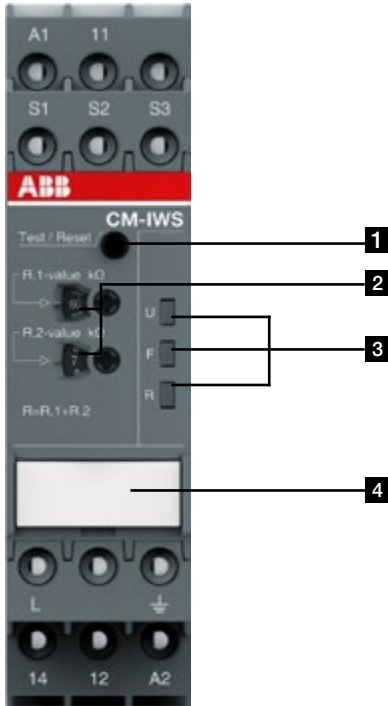 A1 11
S1 S2 S3
ABB
CM-IWS
Test / Reset
1
R.1-value kΩ
2
U
R.2-value kΩ
F
3
R
R=R.1+R.2
4
L
14 12 A2